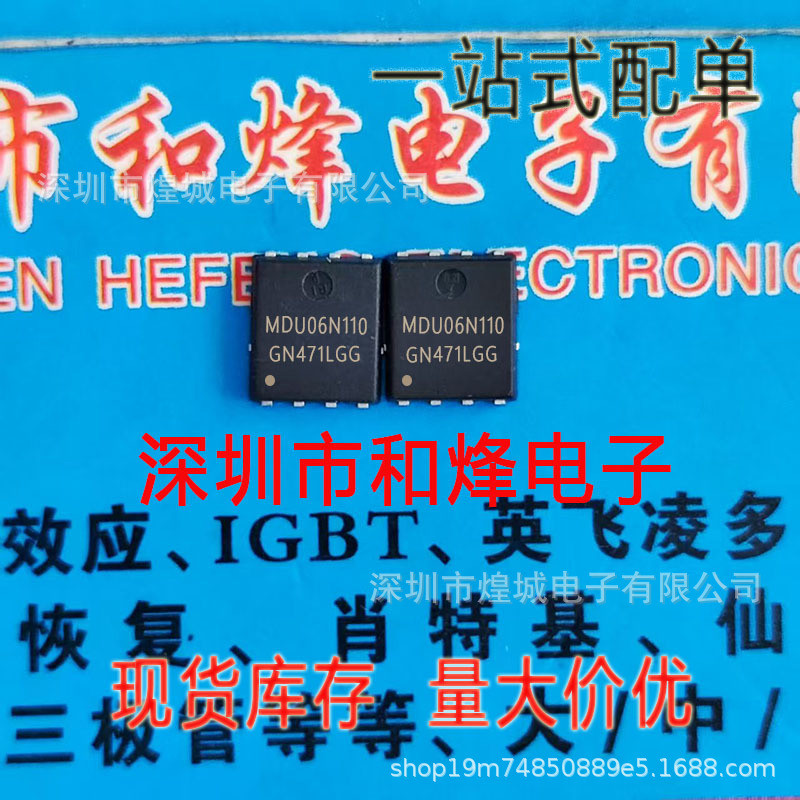 一站式配单
市和烽电子有
深圳市煌城电子有限公司
EN HEFE ELECTRONIC
MDU06N110
GN471LGG
MDU06N110
GN471LGG
深圳市和烽电子
效应、IGBT、英飞凌多
深圳市煌城电子有限公司
恢复、肖特基、仙
现货库存 量大价优
三极管等等、大/中/
shop19m74850889e5.1688.com